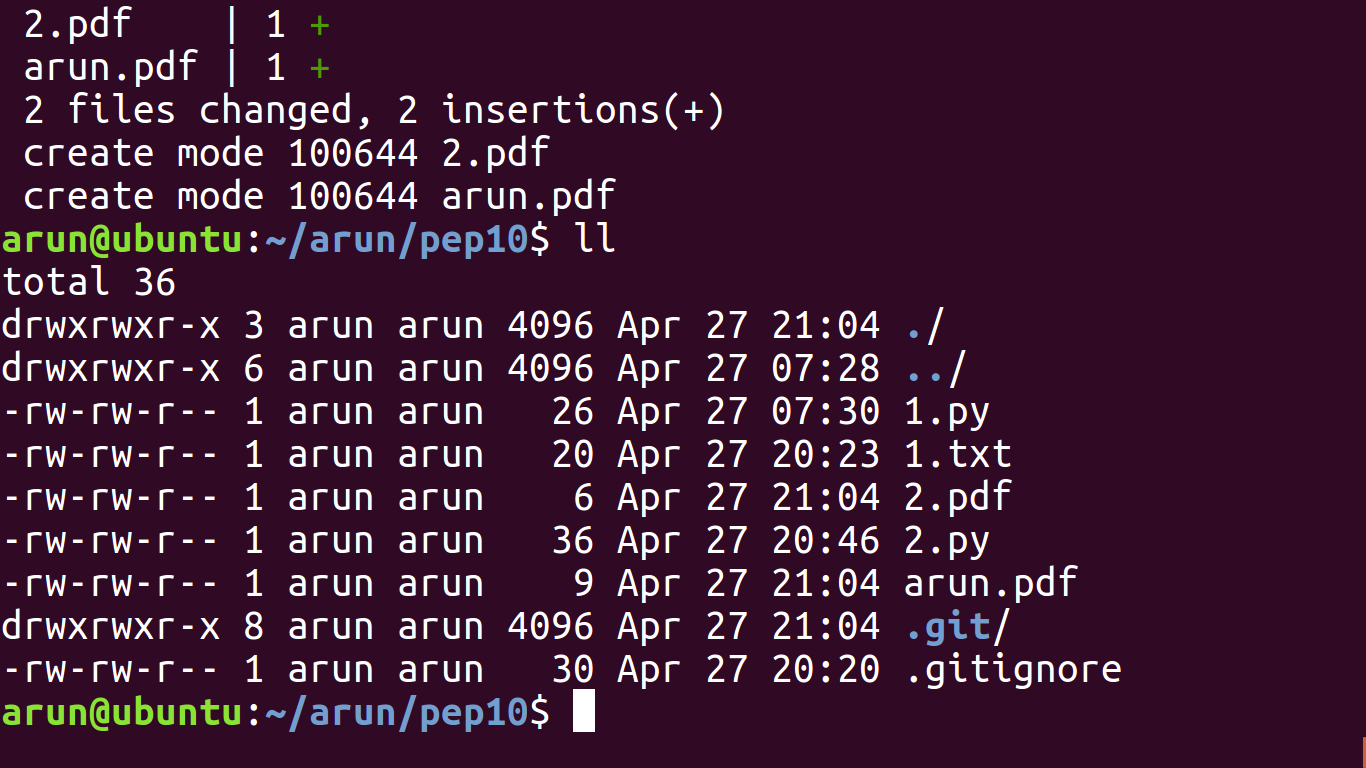 2.pdf    | 1 +
 arun.pdf | 1 +
 2 files changed, 2 insertions(+)
 create mode 100644 2.pdf
 create mode 100644 arun.pdf
arun@ubuntu:~/arun/pep10$ ll
total 36
drwxrwxr-x 3 arun arun 4096 Apr 27 21:04 ./
drwxrwxr-x 6 arun arun 4096 Apr 27 07:28 ../
-rw-rw-r-- 1 arun arun   26 Apr 27 07:30 1.py
-rw-rw-r-- 1 arun arun   20 Apr 27 20:23 1.txt
-rw-rw-r-- 1 arun arun    6 Apr 27 21:04 2.pdf
-rw-rw-r-- 1 arun arun   36 Apr 27 20:46 2.py
-rw-rw-r-- 1 arun arun    9 Apr 27 21:04 arun.pdf
drwxrwxr-x 8 arun arun 4096 Apr 27 21:04 .git/
-rw-rw-r-- 1 arun arun   30 Apr 27 20:20 .gitignore
arun@ubuntu:~/arun/pep10$